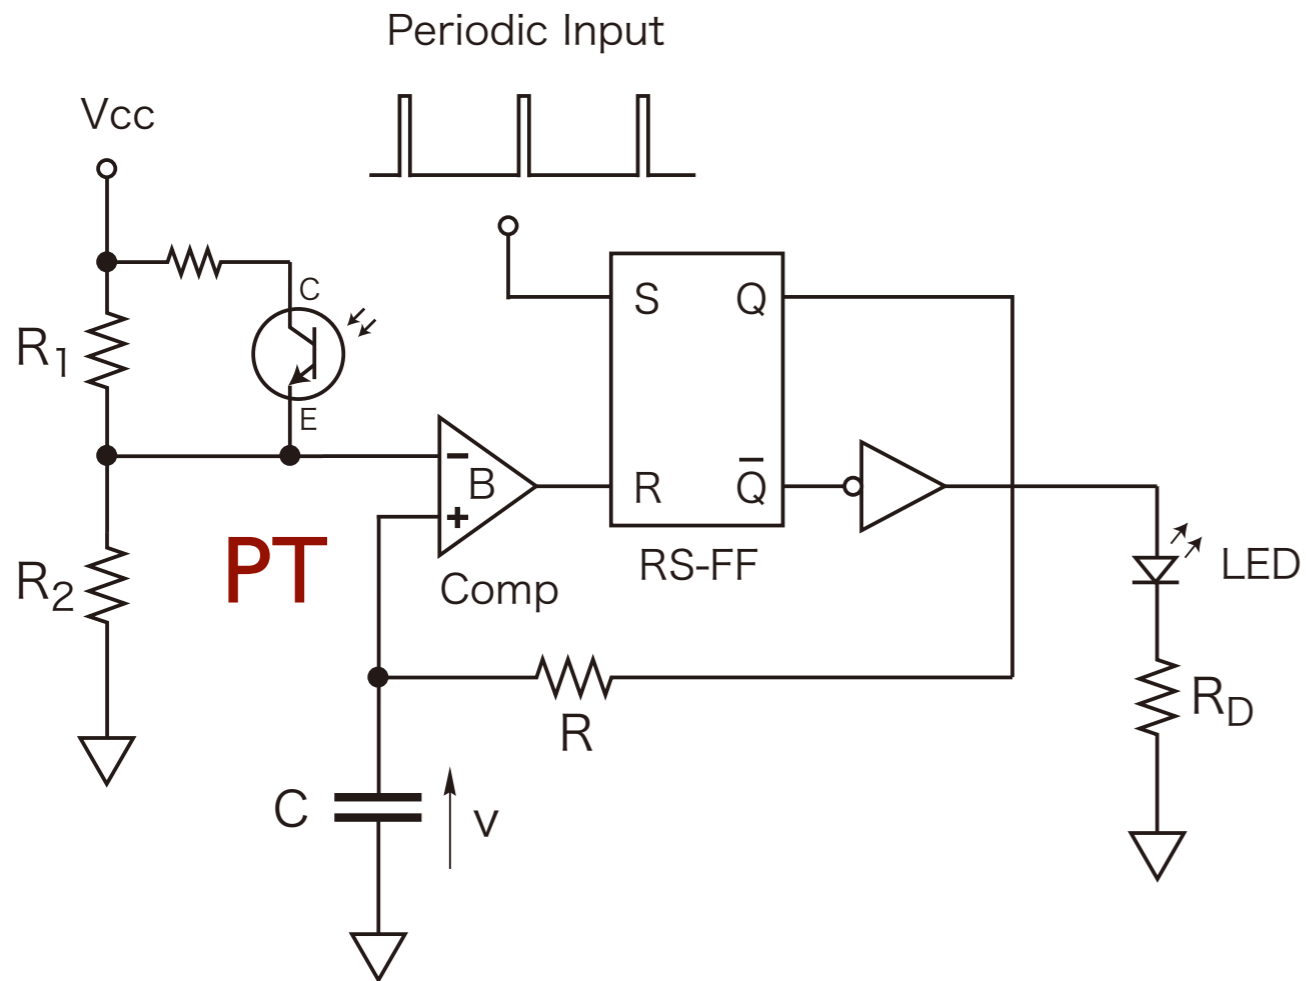 Periodic Input
Vcc
C
R1
E
S
Q
B
R
Q̅
−
+
PT
Comp
RS-FF
LED
R2
R
RD
C
v